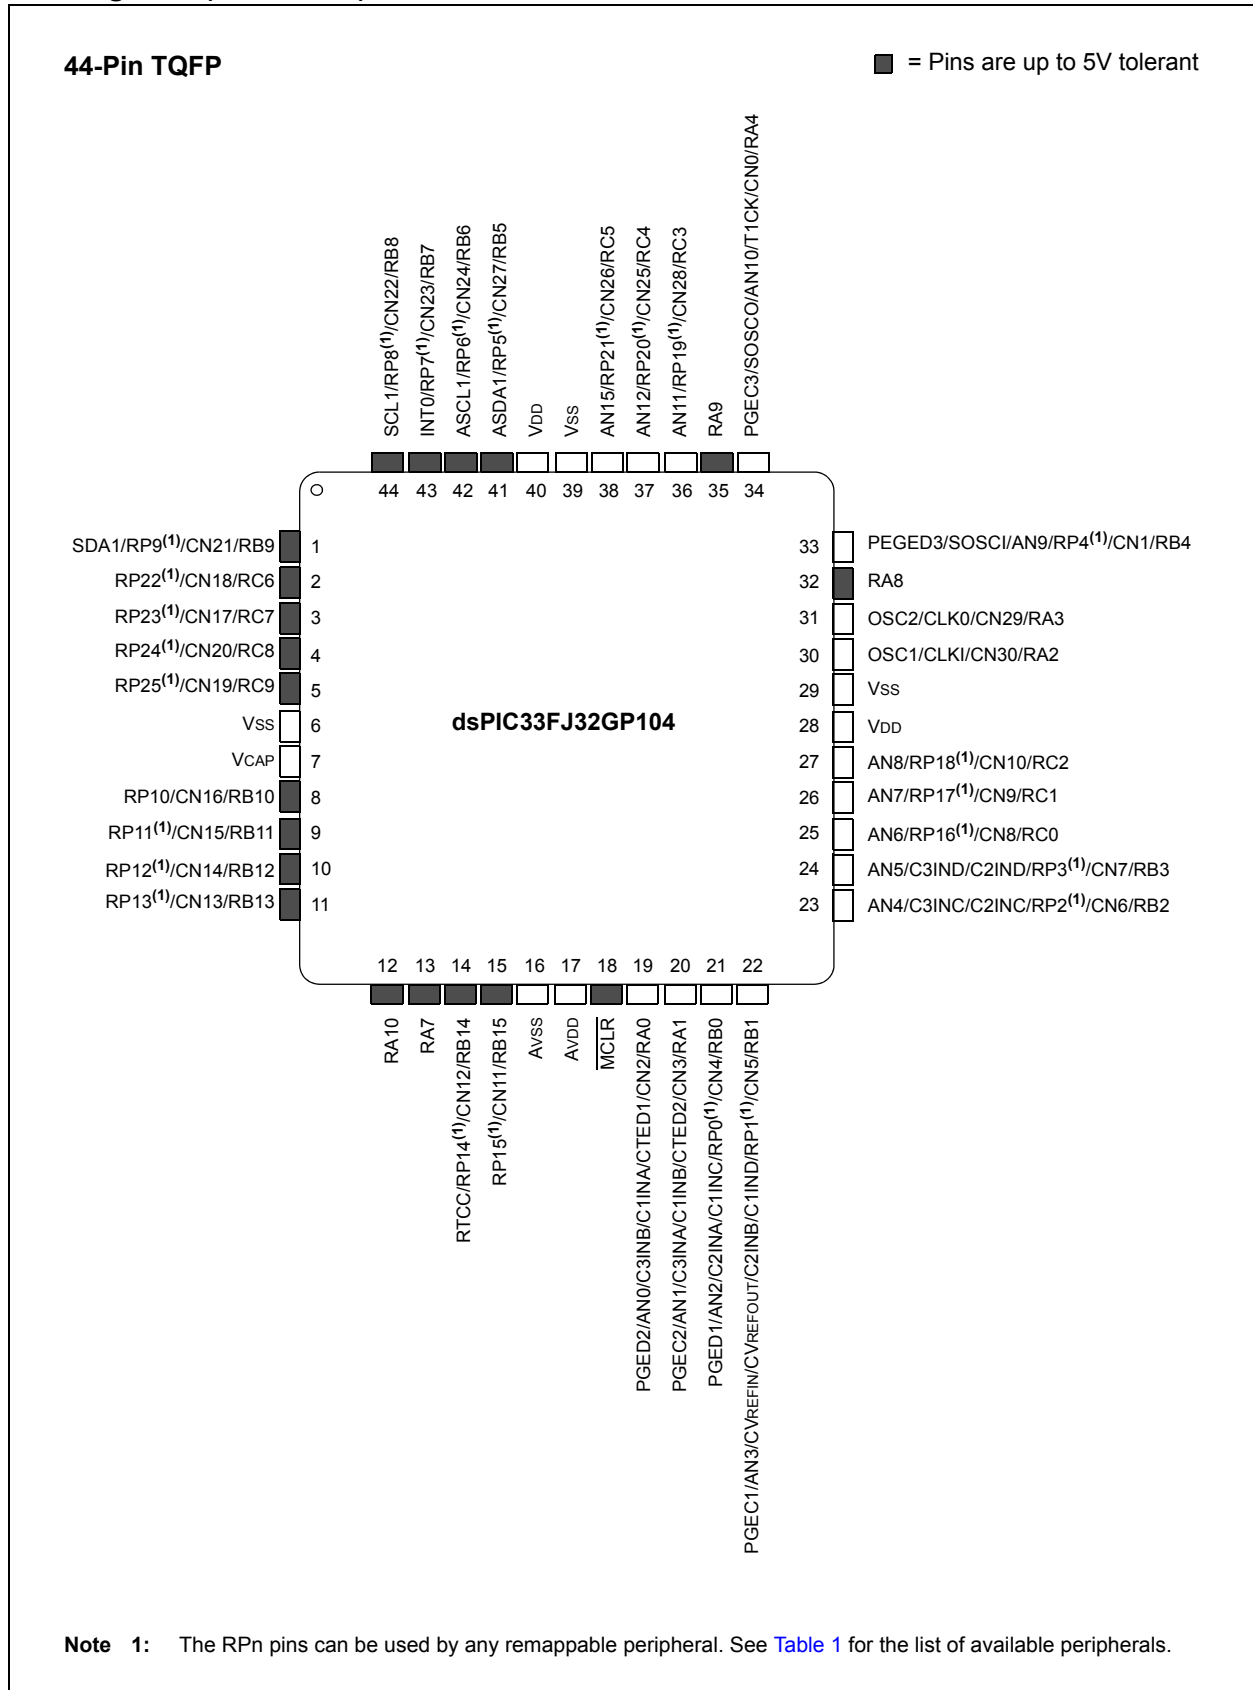 44-Pin TQFP
= Pins are up to 5V tolerant
SCL1/RP8(1)/CN22/RB8
INT0/RP7(1)/CN23/RB7
ASCL1/RP6(1)/CN24/RB6
ASDA1/RP5(1)/CN27/RB5
VDD
VSS
AN15/RP21(1)/CN26/RC5
AN12/RP20(1)/CN25/RC4
AN11/RP19(1)/CN28/RC3
RA9
PGEC3/SOSCO/AN10/T1CK/CN0/RA4
44 43 42 41 40 39 38 37 36 35 34
SDA1/RP9(1)/CN21/RB9 1
RP22(1)/CN18/RC6 2
RP23(1)/CN17/RC7 3
RP24(1)/CN20/RC8 4
RP25(1)/CN19/RC9 5
VSS 6
VCAP 7
RP10/CN16/RB10 8
RP11(1)/CN15/RB11 9
RP12(1)/CN14/RB12 10
RP13(1)/CN13/RB13 11
dsPIC33FJ32GP104
33 PEGED3/SOSCI/AN9/RP4(1)/CN1/RB4
32 RA8
31 OSC2/CLK0/CN29/RA3
30 OSC1/CLKI/CN30/RA2
29 VSS
28 VDD
27 AN8/RP18(1)/CN10/RC2
26 AN7/RP17(1)/CN9/RC1
25 AN6/RP16(1)/CN8/RC0
24 AN5/C3IND/C2IND/RP3(1)/CN7/RB3
23 AN4/C3INC/C2INC/RP2(1)/CN6/RB2
12 13 14 15 16 17 18 19 20 21 22
RA10
RA7
RTCC/RP14(1)/CN12/RB14
RP15(1)/CN11/RB15
AVSS
AVDD
MCLR
PGED2/AN0/C3INB/C1INA/CTED1/CN2/RA0
PGEC2/AN1/C3INA/C1INB/CTED2/CN3/RA1
PGED1/AN2/C2INA/C1INC/RP0(1)/CN4/RB0
PGEC1/AN3/CVREFIN/CVREFOUT/C2INB/C1IND/RP1(1)/CN5/RB1
Note 1: The RPn pins can be used by any remappable peripheral. See Table 1 for the list of available peripherals.